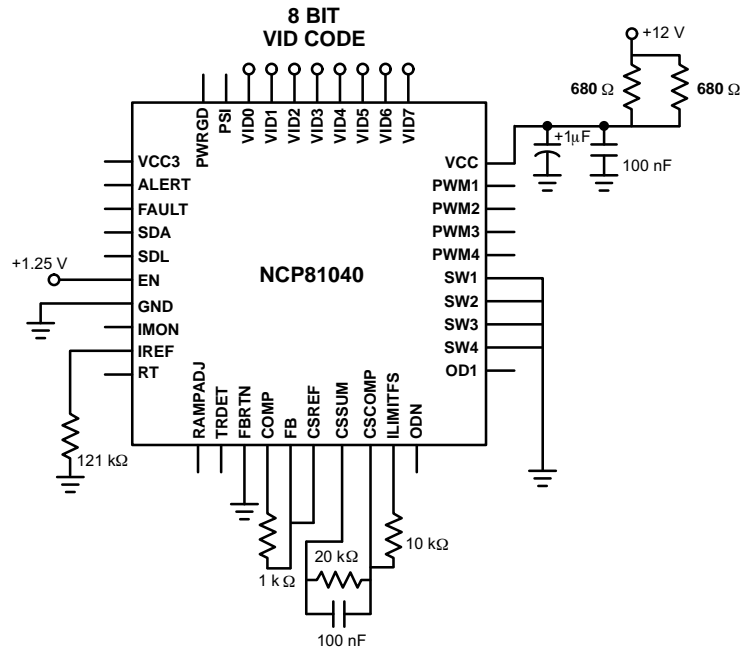 8 BIT
VID CODE
+12 V
680 Ω
680 Ω
PWRGD
PSI
VID0
VID1
VID2
VID3
VID4
VID5
VID6
VID7
+1μF
100 nF
VCC3
ALERT
FAULT
SDA
SDL
+1.25 V
EN
GND
IMON
IREF
RT
121 kΩ
NCP81040
VCC
PWM1
PWM2
PWM3
PWM4
SW1
SW2
SW3
SW4
OD1
RAMPADJ
TRDET
FBRTN
COMP
FB
CSREF
CSSUM
CSCOMP
ILIMITFS
ODN
1 kΩ
20 kΩ
10 kΩ
100 nF